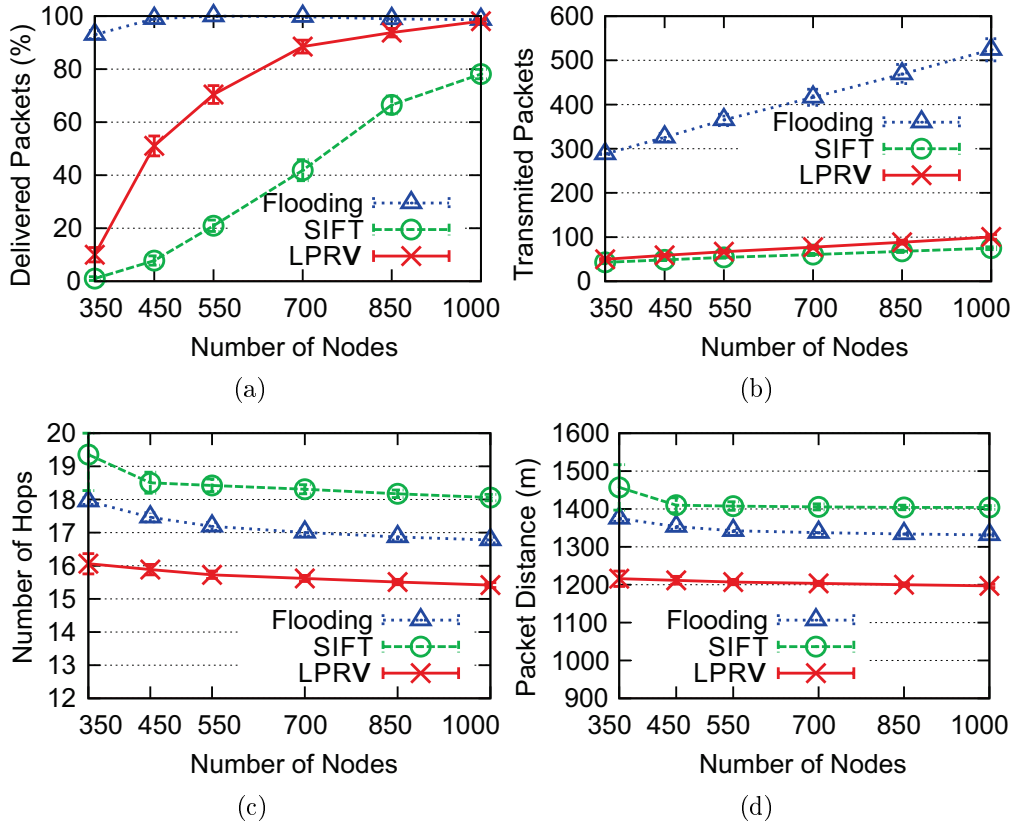 Delivered Packets (%)
100
80
60
40
20
0
Flooding
SIFT
LPRV
350 450 550 700 850 1000
Number of Nodes
(a)
Transmited Packets
600
500
400
300
200
100
0
Flooding
SIFT
LPRV
350 450 550 700 850 1000
Number of Nodes
(b)
Number of Hops
20
19
18
17
16
15
14
13
12
Flooding
SIFT
LPRV
350 450 550 700 850 1000
Number of Nodes
(c)
Packet Distance (m)
1600
1500
1400
1300
1200
1100
1000
900
Flooding
SIFT
LPRV
350 450 550 700 850 1000
Number of Nodes
(d)